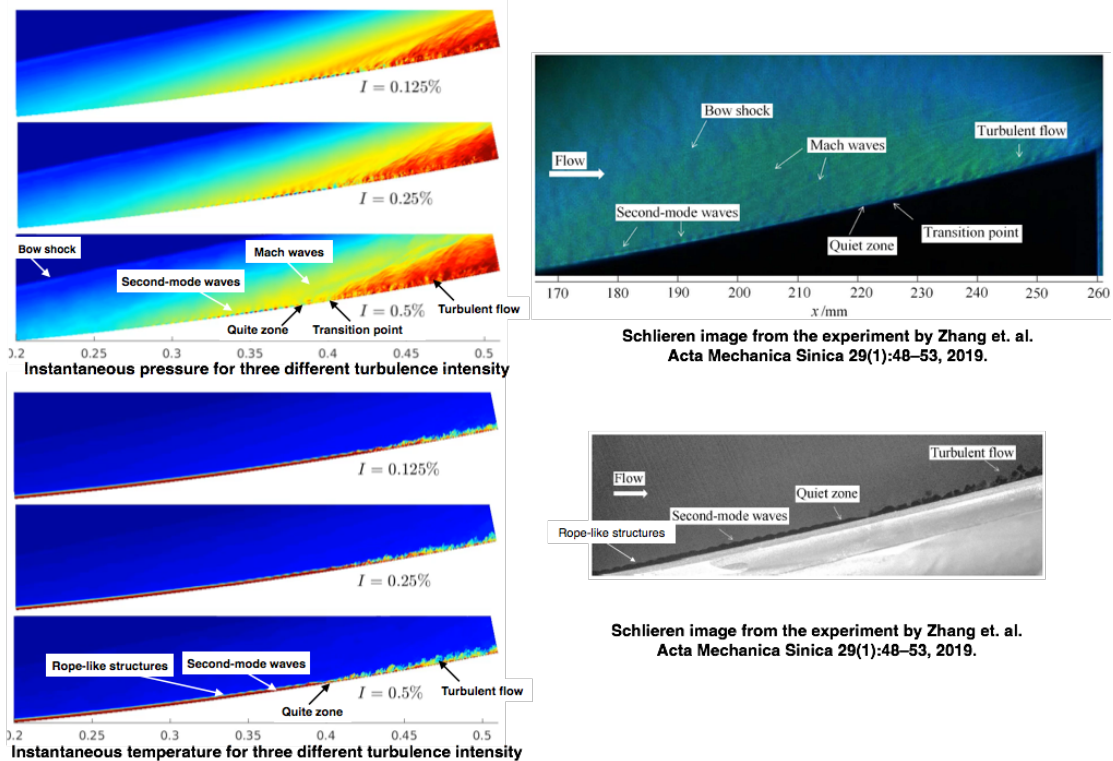 I = 0.125%
I = 0.25%
Bow shock
Mach waves
Second-mode waves
I = 0.5%
Turbulent flow
Quite zone
Transition point
0.2 0.25 0.3 0.35 0.4 0.45 0.5
Instantaneous pressure for three different turbulence intensity
I = 0.125%
I = 0.25%
Rope-like structures
Second-mode waves
I = 0.5%
Turbulent flow
Quite zone
0.2 0.25 0.3 0.35 0.4 0.45 0.5
Instantaneous temperature for three different turbulence intensity
Bow shock
Turbulent flow
Mach waves
Flow
Second-mode waves
Transition point
Quiet zone
170 180 190 200 210 220 230 240 250 260
x/mm
Schlieren image from the experiment by Zhang et. al.
Acta Mechanica Sinica 29(1):48–53, 2019.
Turbulent flow
Flow
Quiet zone
Second-mode waves
Rope-like structures
Schlieren image from the experiment by Zhang et. al.
Acta Mechanica Sinica 29(1):48–53, 2019.